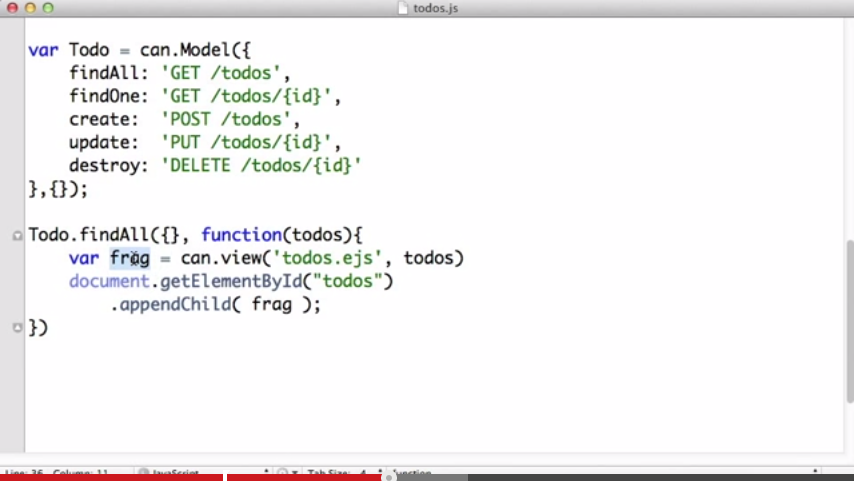 todos.js
var Todo = can.Model({
findAll: 'GET /todos',
findOne: 'GET /todos/{id}',
create: 'POST /todos',
update: 'PUT /todos/{id}',
destroy: 'DELETE /todos/{id}'
},{});
Todo.findAll({}, function(todos){
var frag = can.view('todos.ejs', todos)
document.getElementById("todos")
.appendChild( frag );
})
Line: 36 Column: 11 JavaScript Tab Size: 4 function